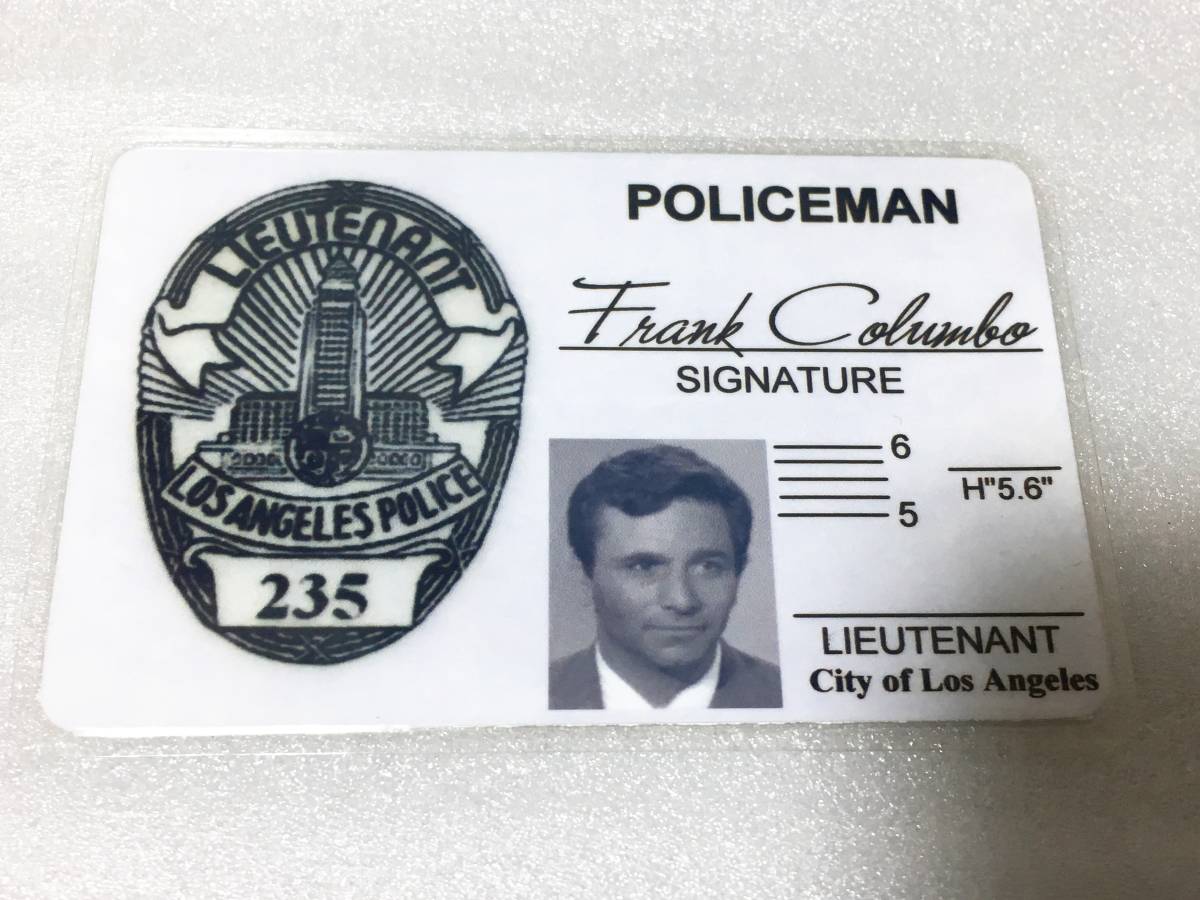 LIEUTENANT
LOS ANGELES POLICE
235
POLICEMAN
Frank Columbo
SIGNATURE
6
5
H"5.6"
LIEUTENANT
City of Los Angeles